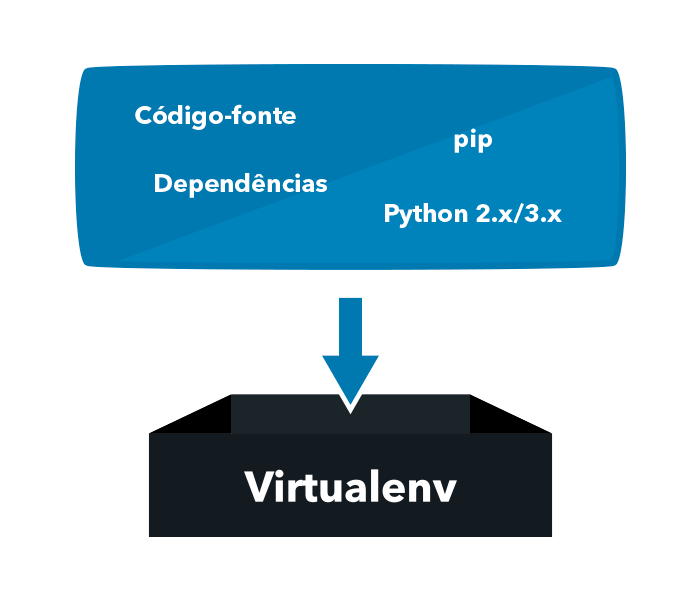 Código-fonte
pip
Dependências
Python 2.x/3.x
Virtualenv